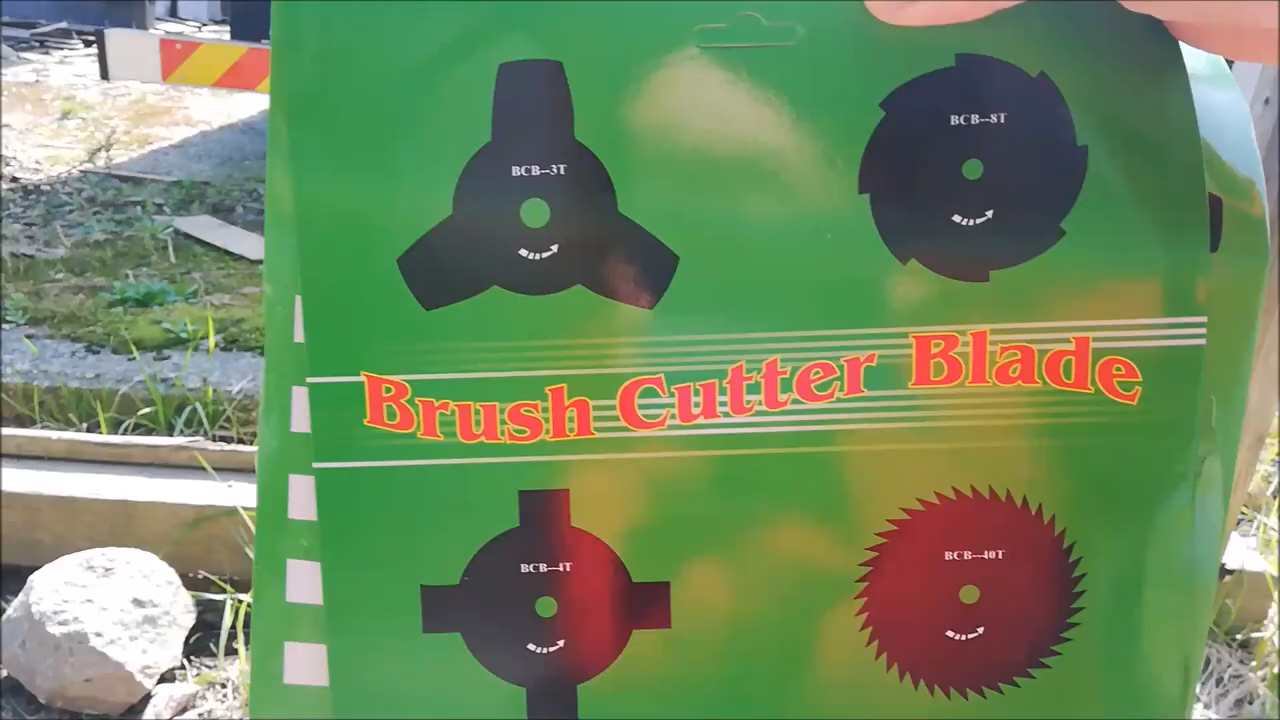 BCB--3T
BCB--8T
Brush Cutter Blade
BCB--4T
BCB--40T